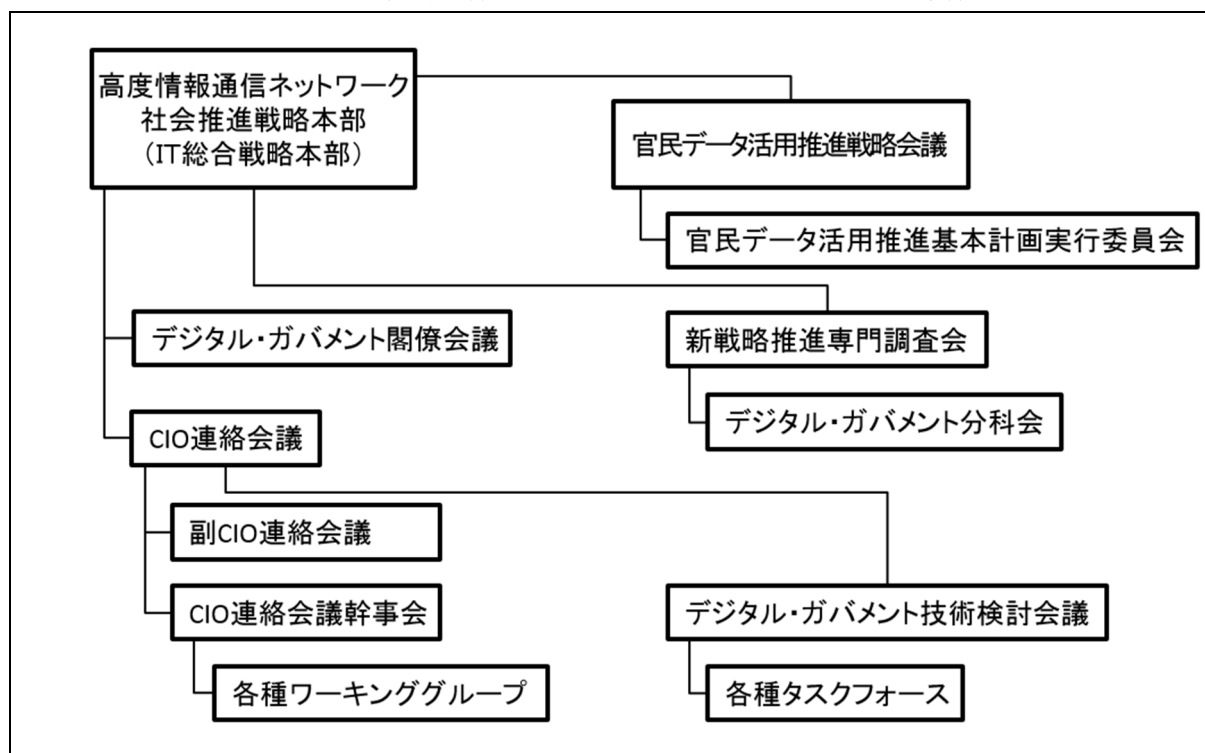 高度情報通信ネットワーク
社会推進戦略本部
（IT総合戦略本部）
官民データ活用推進戦略会議
官民データ活用推進基本計画実行委員会
デジタル・ガバメント閣僚会議
新戦略推進専門調査会
デジタル・ガバメント分科会
CIO連絡会議
副CIO連絡会議
CIO連絡会議幹事会
デジタル・ガバメント技術検討会議
各種ワーキンググループ
各種タスクフォース